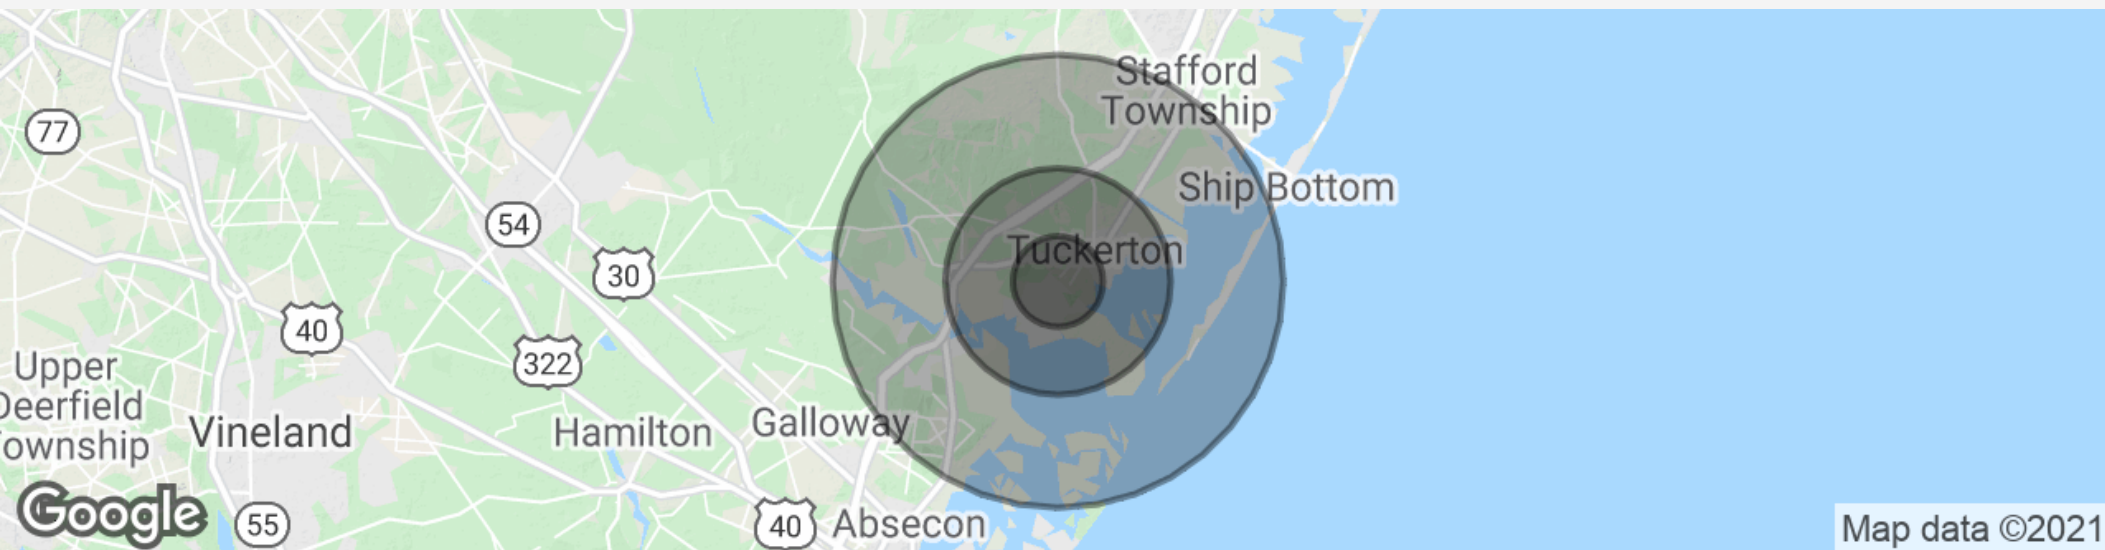 Stafford
Township
77
Ship Bottom
54
Tuckerton
30
40
322
Upper
Deerfield
Township
Vineland
Hamilton
Galloway
Google
55
40
Absecon
Map data ©2021